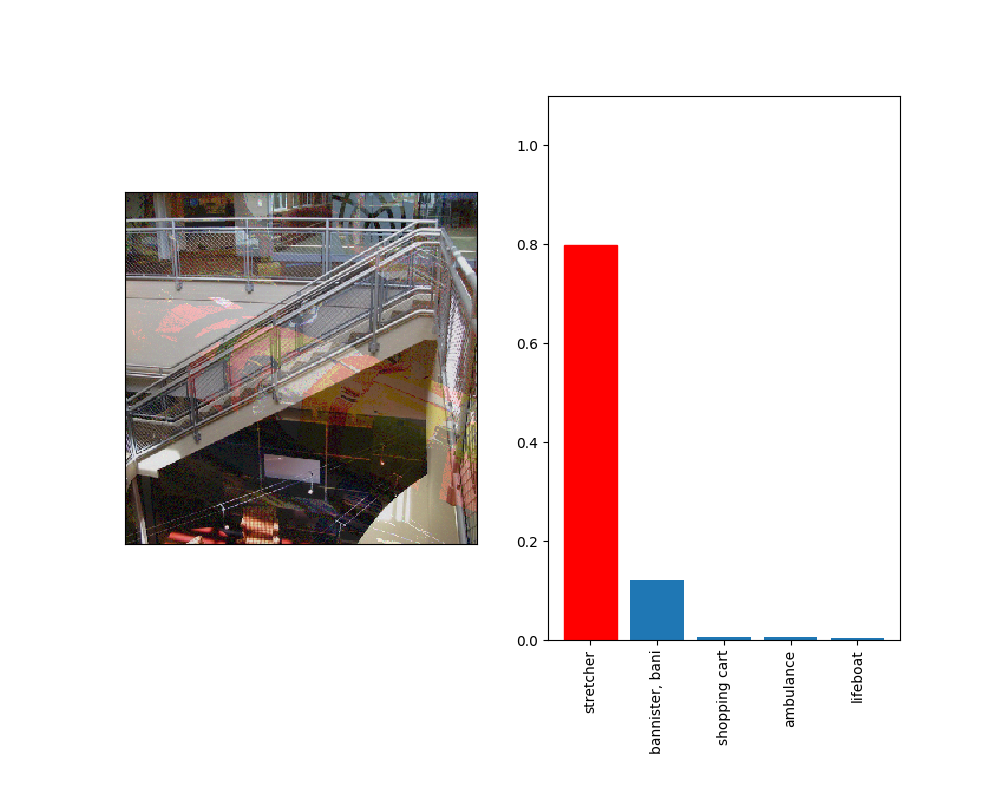 1.0
0.8
0.6
0.4
0.2
0.0
stretcher
bannister, bani
shopping cart
ambulance
lifeboat